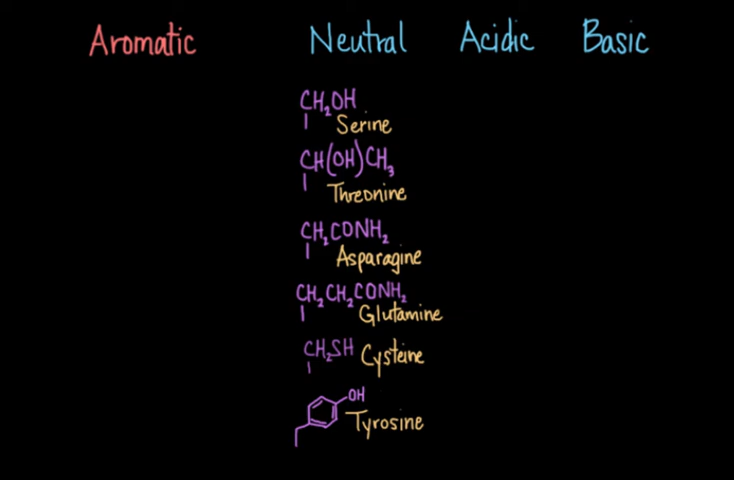 Aromatic Neutral Acidic Basic
CH₂OH
Serine
CH(OH)CH₃
Threonine
CH₂CONH₂
Asparagine
CH₂CH₂CONH₂
Glutamine
CH₂SH Cysteine
OH
Tyrosine